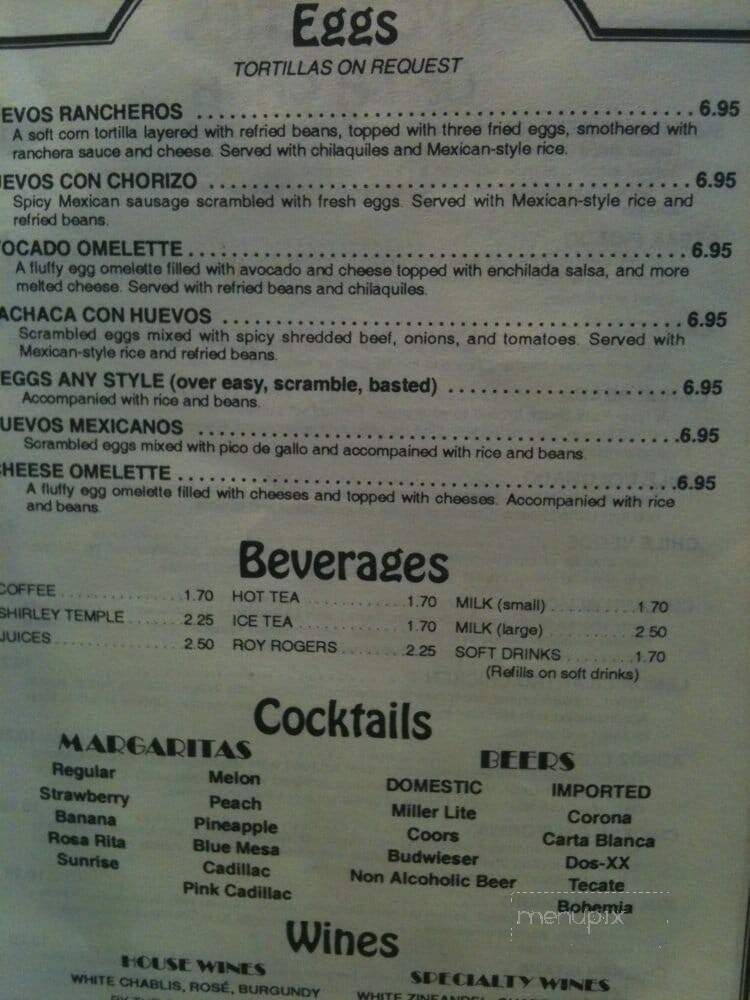 Eggs
TORTILLAS ON REQUEST
EVOS RANCHEROS ........................................ 6.95
A soft corn tortilla layered with refried beans, topped with three fried eggs, smothered with
ranchera sauce and cheese. Served with chilaquiles and Mexican-style rice.
EVOS CON CHORIZO ........................................ 6.95
Spicy Mexican sausage scrambled with fresh eggs. Served with Mexican-style rice and
refried beans.
OCADO OMELETTE ........................................ 6.95
A fluffy egg omelette filled with avocado and cheese topped with enchilada salsa, and more
melted cheese. Served with refried beans and chilaquiles.
ACHACA CON HUEVOS ........................................ 6.95
Scrambled eggs mixed with spicy shredded beef, onions, and tomatoes. Served with
Mexican-style rice and refried beans.
EGGS ANY STYLE (over easy, scramble, basted) ..................... 6.95
Accompanied with rice and beans.
UEVOS MEXICANOS ........................................ 6.95
Scrambled eggs mixed with pico de gallo and accompained with rice and beans.
HEESE OMELETTE ........................................ 6.95
A fluffy egg omelette filled with cheeses and topped with cheeses. Accompanied with rice
and beans.
Beverages
COFFEE ............ 1.70
SHIRLEY TEMPLE ....... 2.25
JUICES ............ 2.50
HOT TEA ............ 1.70
ICE TEA ............ 1.70
ROY ROGERS ........ 2.25
MILK (small) ......... 1.70
MILK (large) ......... 2.50
SOFT DRINKS ........ 1.70
(Refills on soft drinks)
Cocktails
MARGARITAS
Regular
Strawberry
Banana
Rosa Rita
Sunrise
Melon
Peach
Pineapple
Blue Mesa
Cadillac
Pink Cadillac
BEERS
DOMESTIC
Miller Lite
Coors
Budwieser
Non Alcoholic Beer
IMPORTED
Corona
Carta Blanca
Dos-XX
Tecate
Bohemia
menupix
Wines
HOUSE WINES
WHITE CHABLIS, ROSÉ, BURGUNDY
SPECIALTY WINES
WHITE ZINFANDEL,